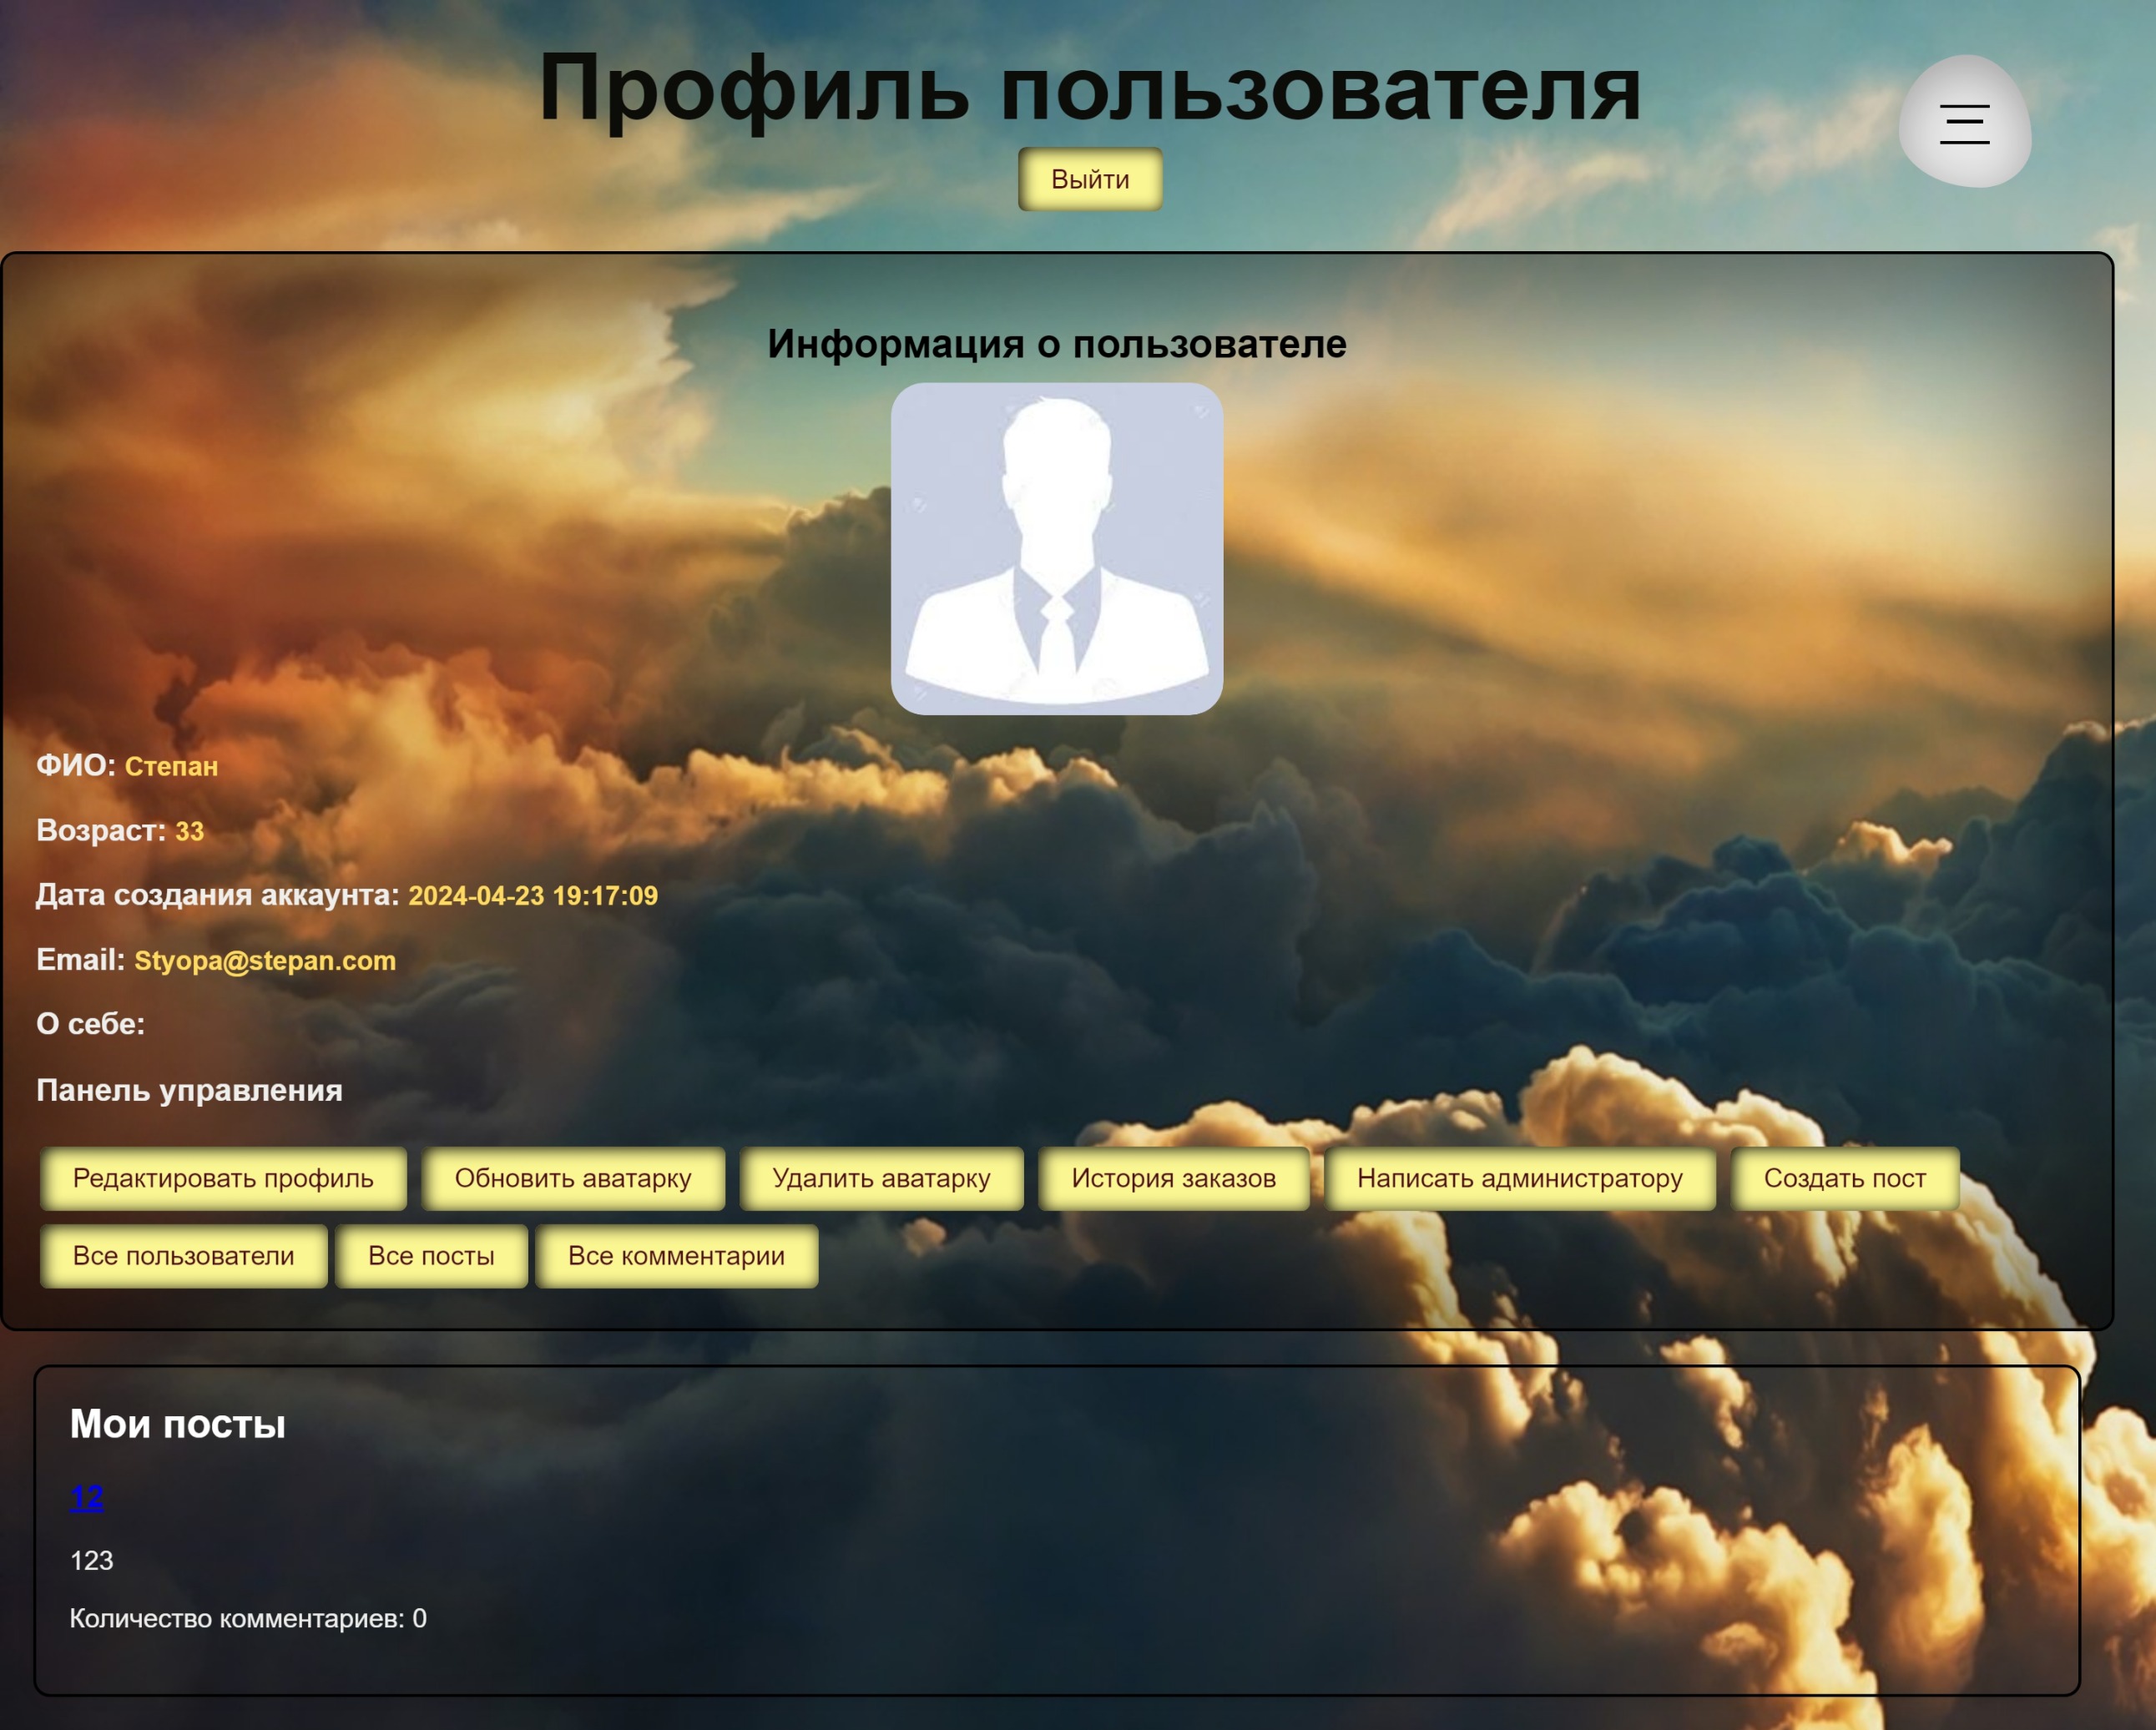 Профиль пользователя
Выйти
Информация о пользователе
ФИО: Степан
Возраст: 33
Дата создания аккаунта: 2024-04-23 19:17:09
Email: Styopa@stepan.com
О себе:
Панель управления
Редактировать профиль Обновить аватарку Удалить аватарку История заказов Написать администратору Создать пост
Все пользователи Все посты Все комментарии
Мои посты
12
123
Количество комментариев: 0